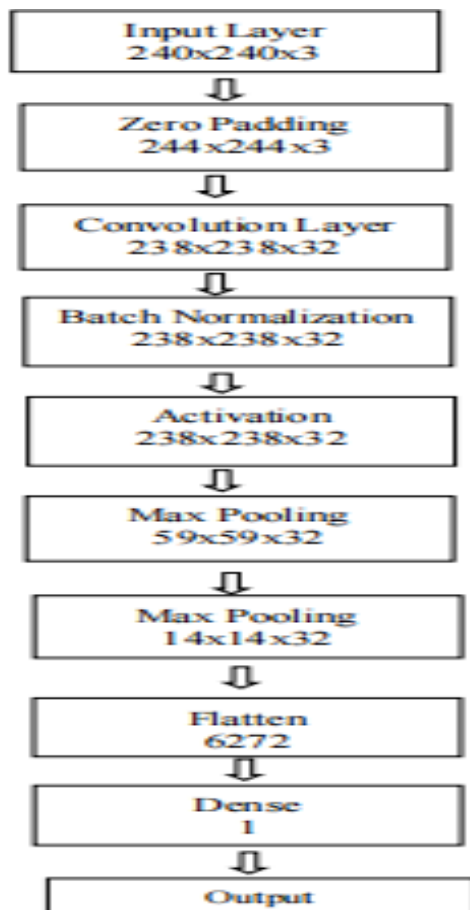 Input Layer
240x240x3
Zero Padding
244x244x3
Convolution Layer
238x238x32
Batch Normalization
238x238x32
Activation
238x238x32
Max Pooling
59x59x32
Max Pooling
14x14x32
Flatten
6272
Dense
1
Output